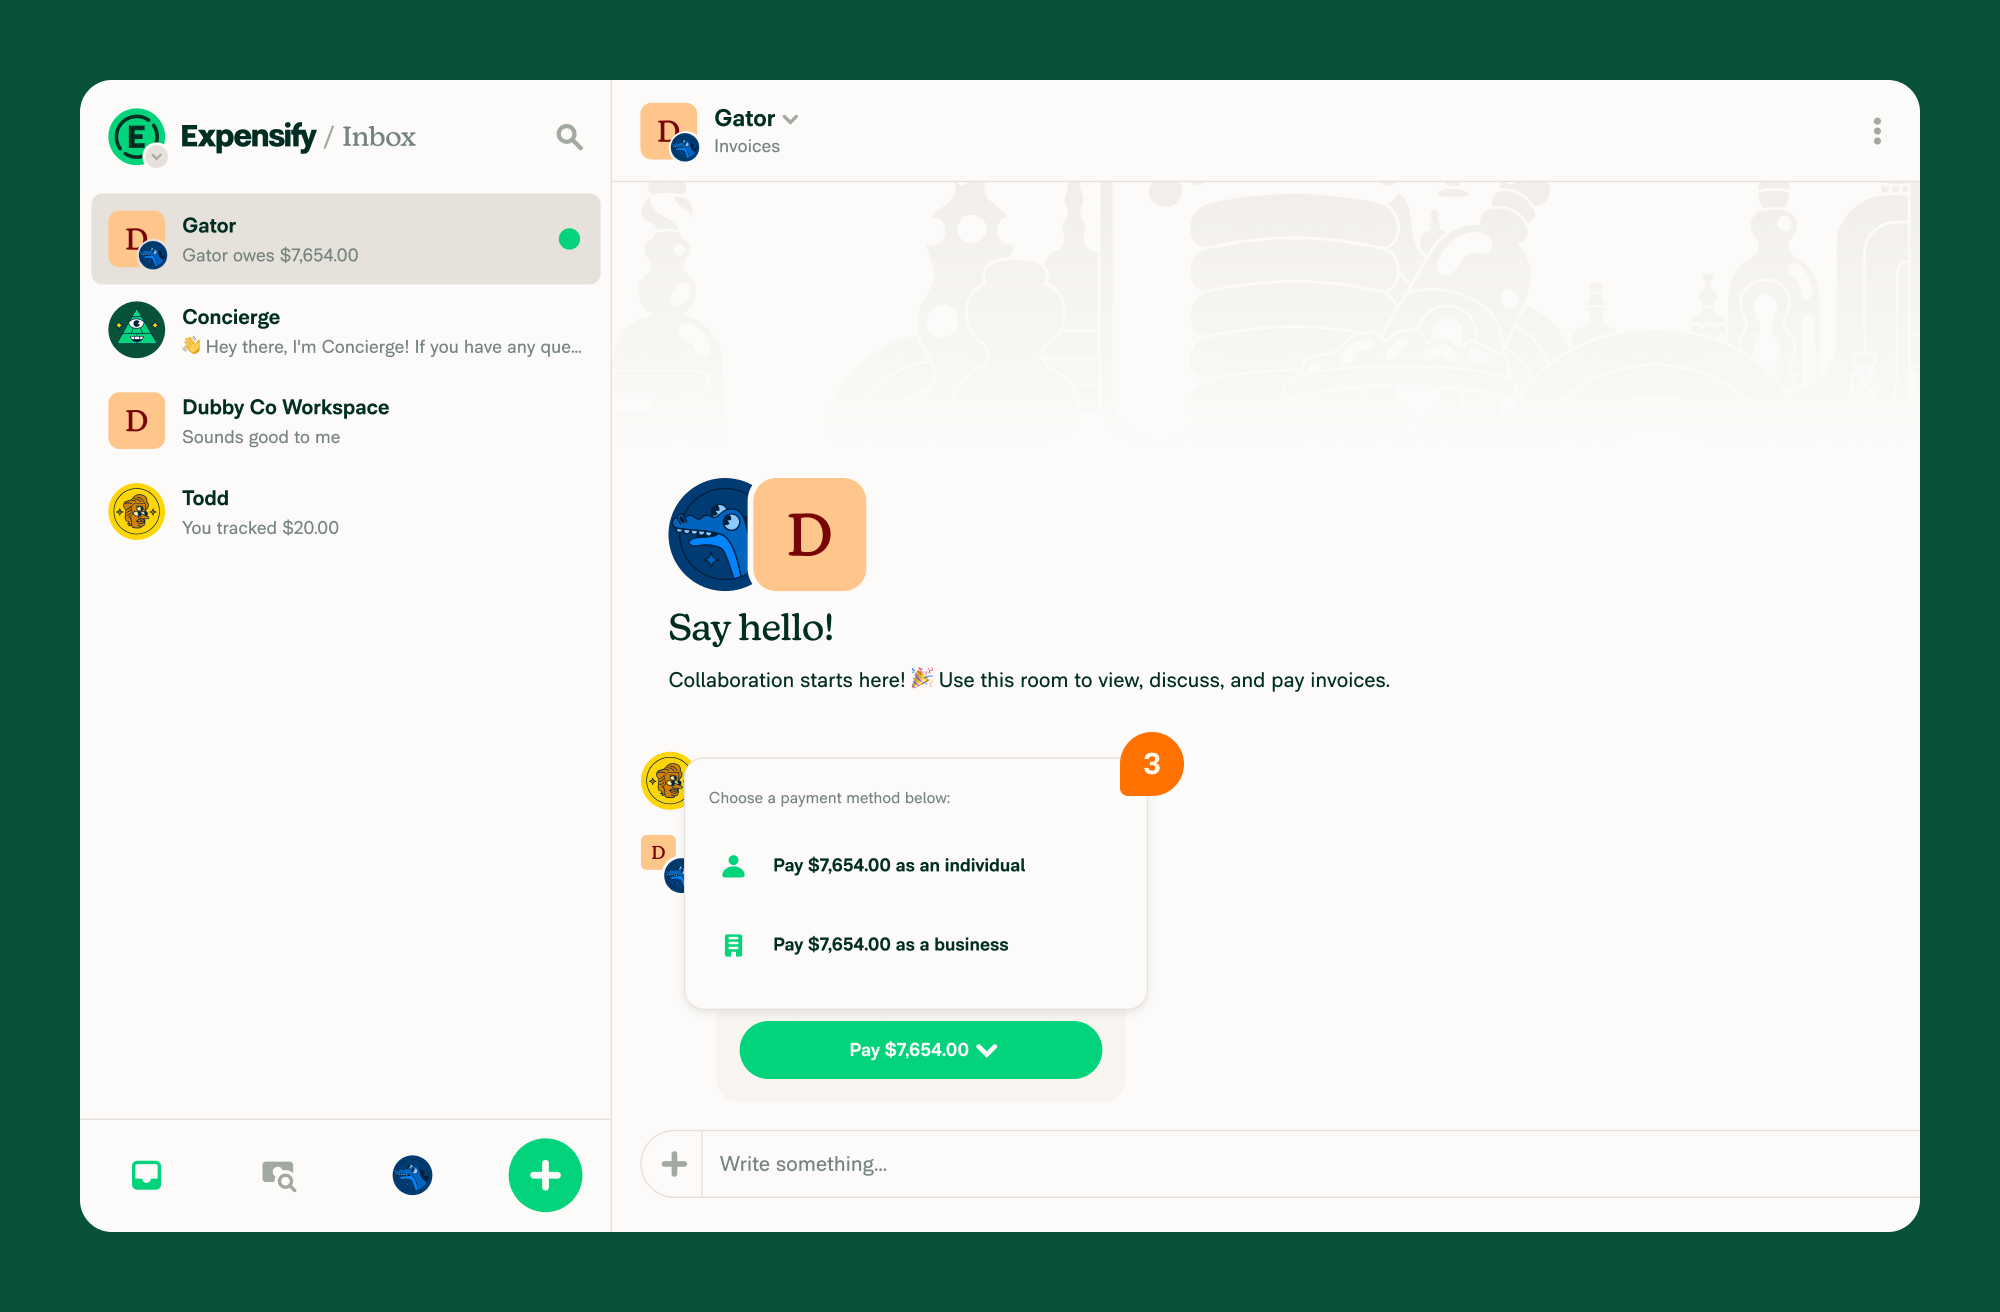 Expensify / Inbox
Gator
Gator owes $7,654.00
Concierge
👋 Hey there, I'm Concierge! If you have any que...
D
Dubby Co Workspace
Sounds good to me
Todd
You tracked $20.00
D
Gator
Invoices
D
Say hello!
Collaboration starts here! 🎉 Use this room to view, discuss, and pay invoices.
3
Choose a payment method below:
D
Pay $7,654.00 as an individual
Pay $7,654.00 as a business
Pay $7,654.00
Write something...